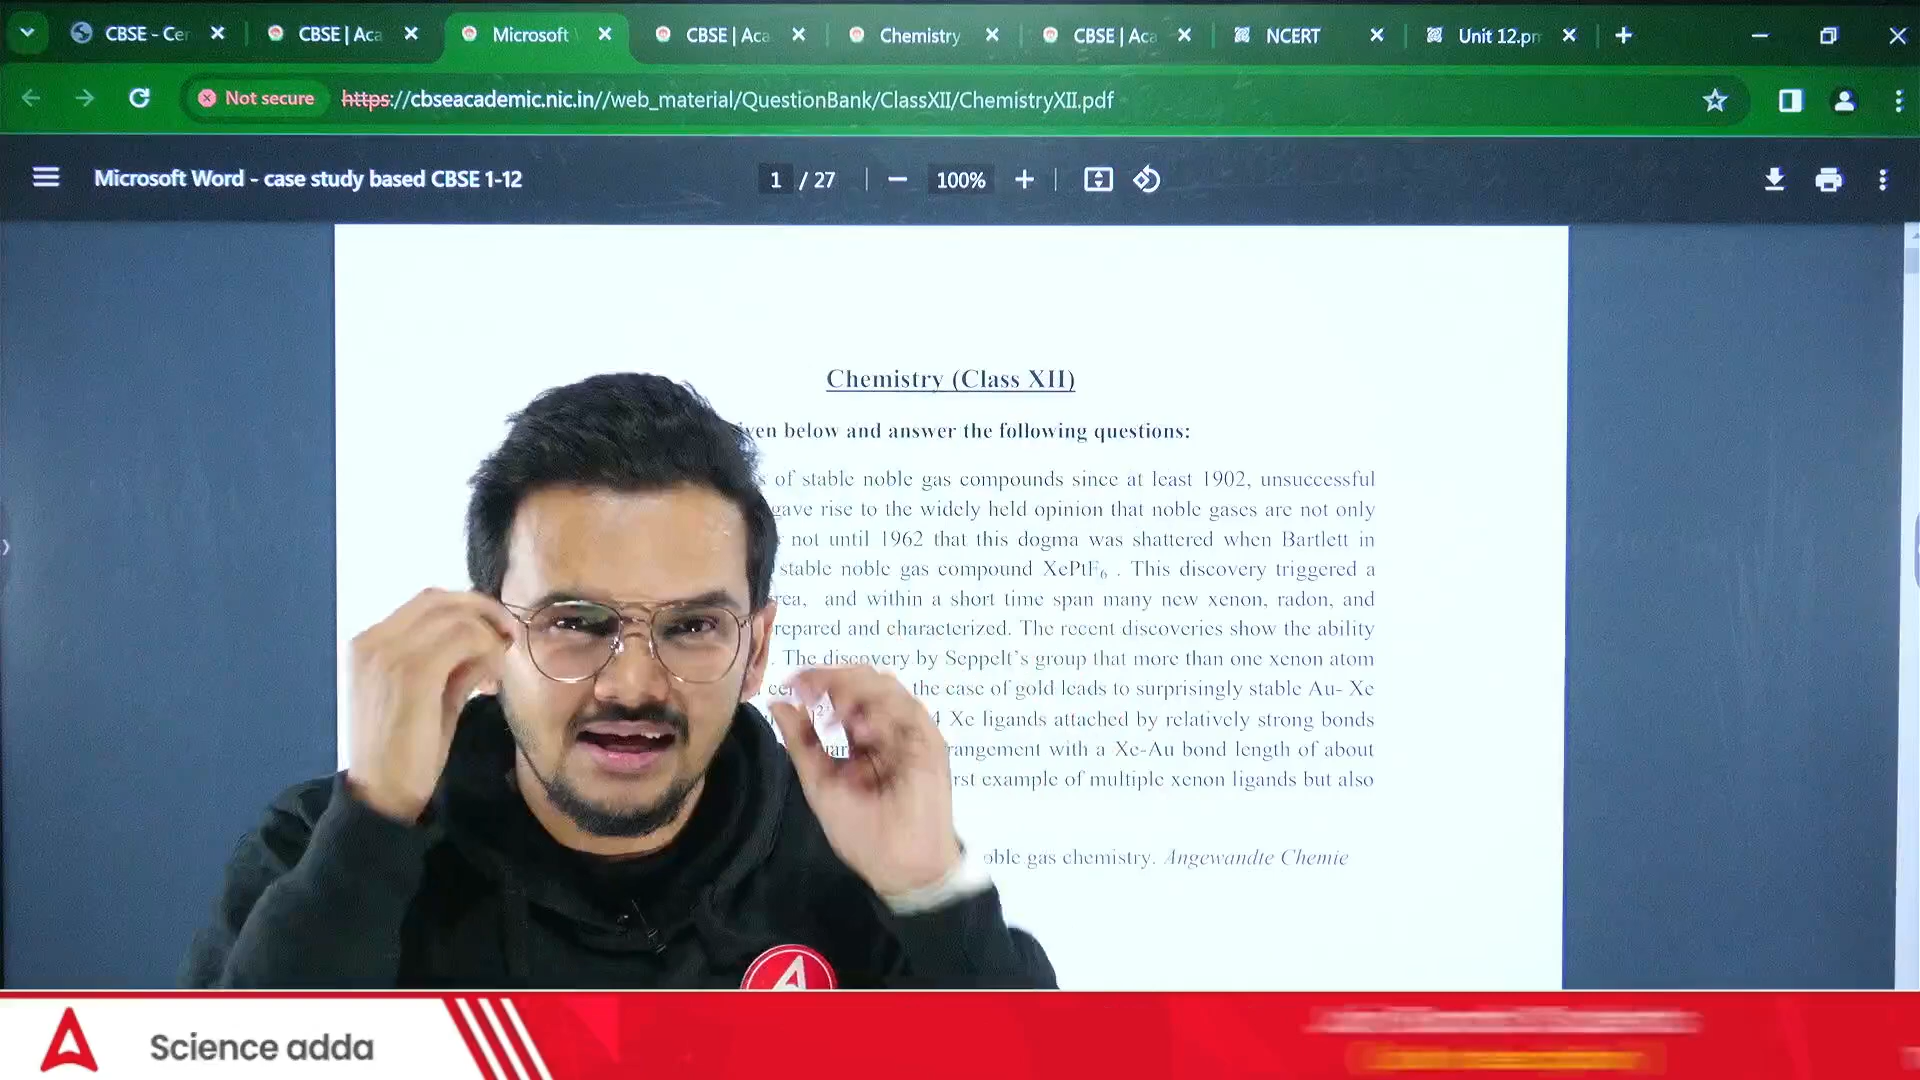 CBSE - Cer
CBSE | Aca
Microsoft
CBSE | Aca
Chemistry
CBSE | Aca
NCERT
Unit 12.pm
Not secure
https://cbseacademic.nic.in//web_material/QuestionBank/ClassXII/ChemistryXII.pdf
Microsoft Word - case study based CBSE 1-12
1 / 27
100%
Chemistry (Class XII)
given below and answer the following questions:
of stable noble gas compounds since at least 1902, unsuccessful
gave rise to the widely held opinion that noble gases are not only
not until 1962 that this dogma was shattered when Bartlett in
stable noble gas compound XePtF₆ . This discovery triggered a
and within a short time span many new xenon, radon, and
prepared and characterized. The recent discoveries show the ability
. The discovery by Seppelt's group that more than one xenon atom
the case of gold leads to surprisingly stable Au- Xe
4 Xe ligands attached by relatively strong bonds
with a Xe-Au bond length of about
example of multiple xenon ligands but also
noble gas chemistry. Angewandte Chemie
Science adda